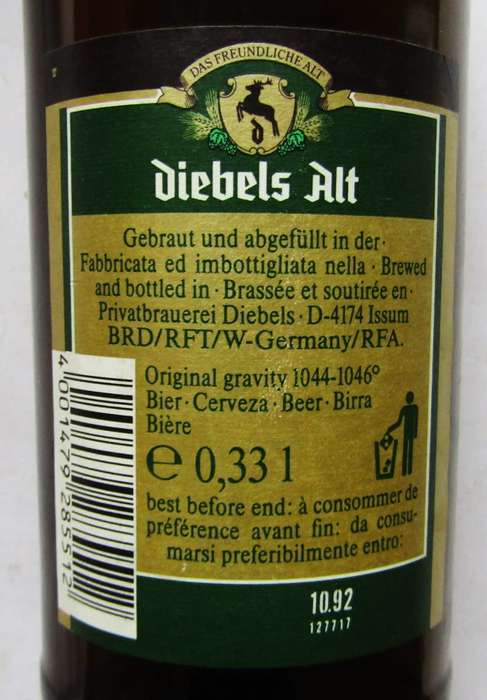 DAS FREUNDLICHE ALT
d
Diebels Alt
Gebraut und abgefüllt in der ·
Fabbricata ed imbottigliata nella · Brewed
and bottled in · Brassée et soutirée en ·
Privatbrauerei Diebels · D-4174 Issum
BRD/RFT/W-Germany/RFA.
Original gravity 1044-1046°
Bier · Cerveza · Beer · Birra
Bière
e 0,33 l
best before end: à consommer de
préférence avant fin: da consu-
marsi preferibilmente entro:
4 001479 285512
10.92
127717